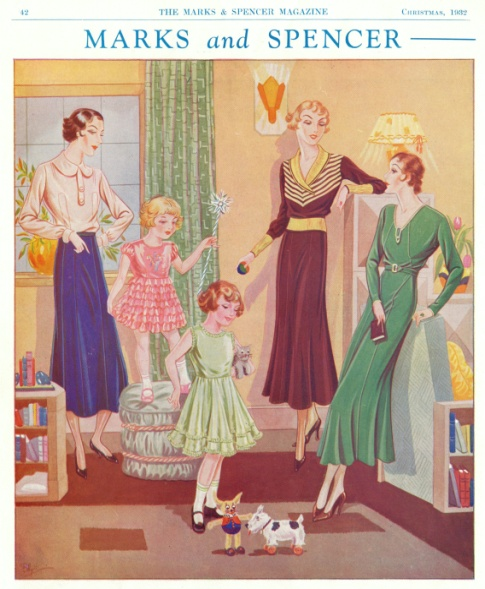 42 THE MARKS & SPENCER MAGAZINE CHRISTMAS, 1932
MARKS and SPENCER